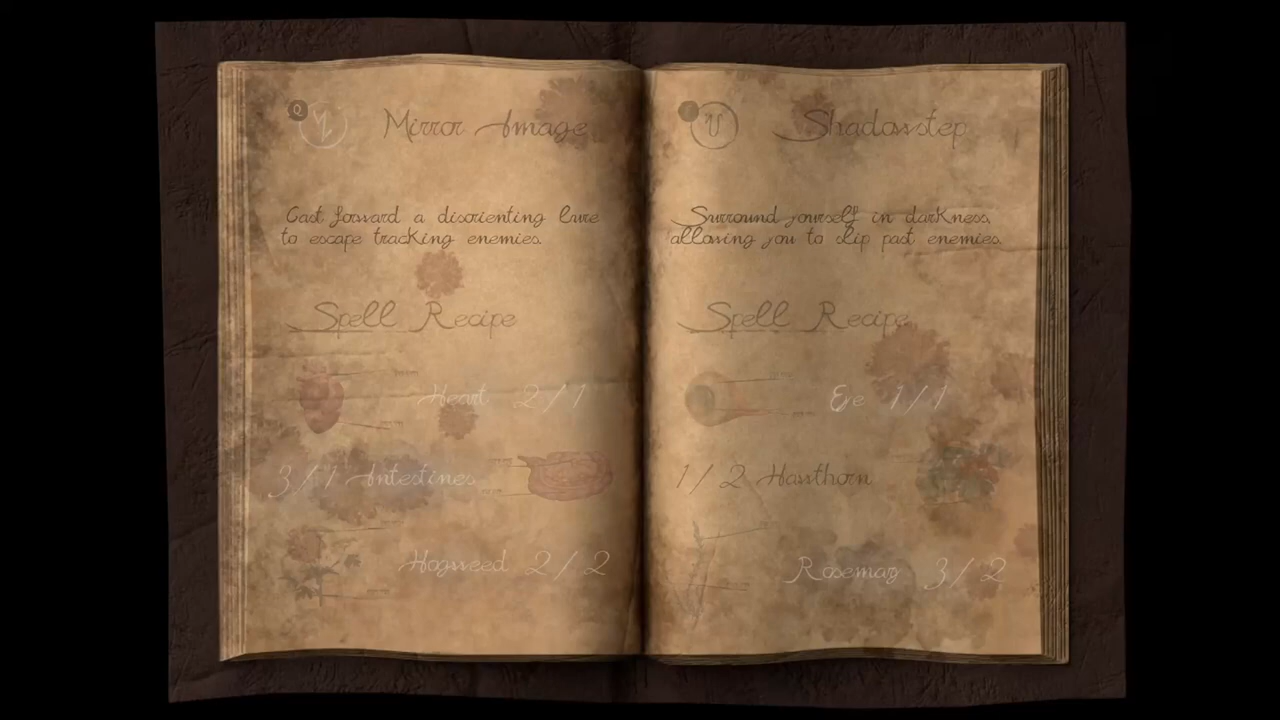 Q
Mirror Image
Cast forward a disorienting lure
to escape tracking enemies.
Spell Recipe
Heart 2/1
3/1 Intestines
Hogweed 2/2
Shadowstep
Surround yourself in darkness,
allowing you to slip past enemies.
Spell Recipe
Eye 1/1
1/2 Hawthorn
Rosemary 3/2